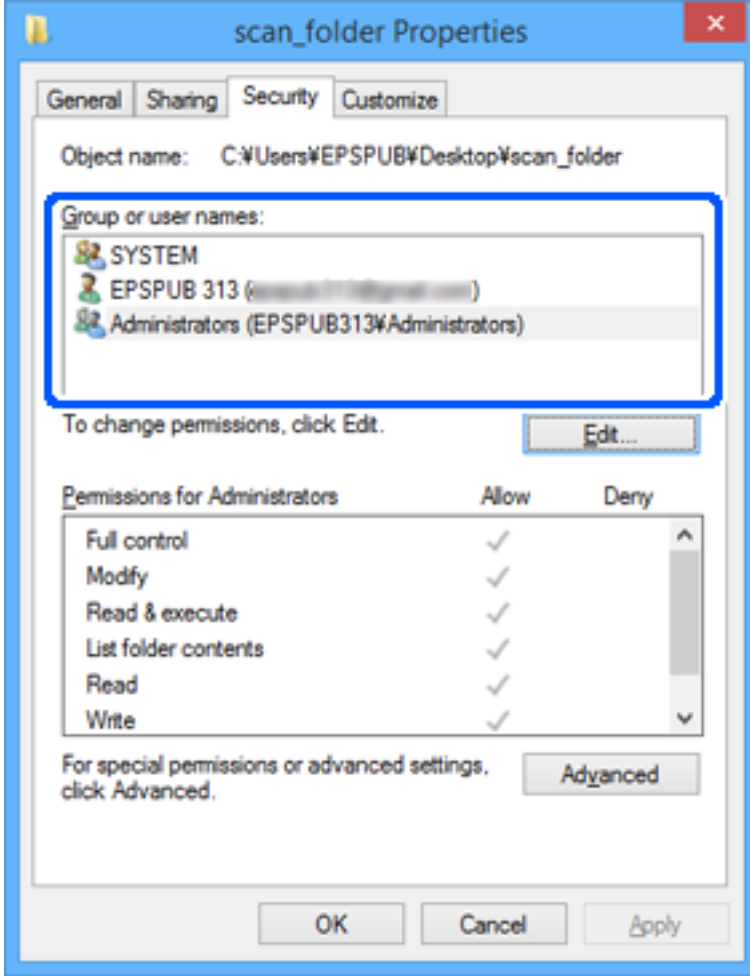 scan_folder Properties
General Sharing Security Customize
Object name: C:¥Users¥EPSPUB¥Desktop¥scan_folder
Group or user names:
SYSTEM
EPSPUB 313 ( )
Administrators (EPSPUB313¥Administrators)
To change permissions, click Edit.
Edit...
Permissions for Administrators Allow Deny
Full control
Modify
Read & execute
List folder contents
Read
Write
For special permissions or advanced settings,
click Advanced.
Advanced
OK Cancel Apply